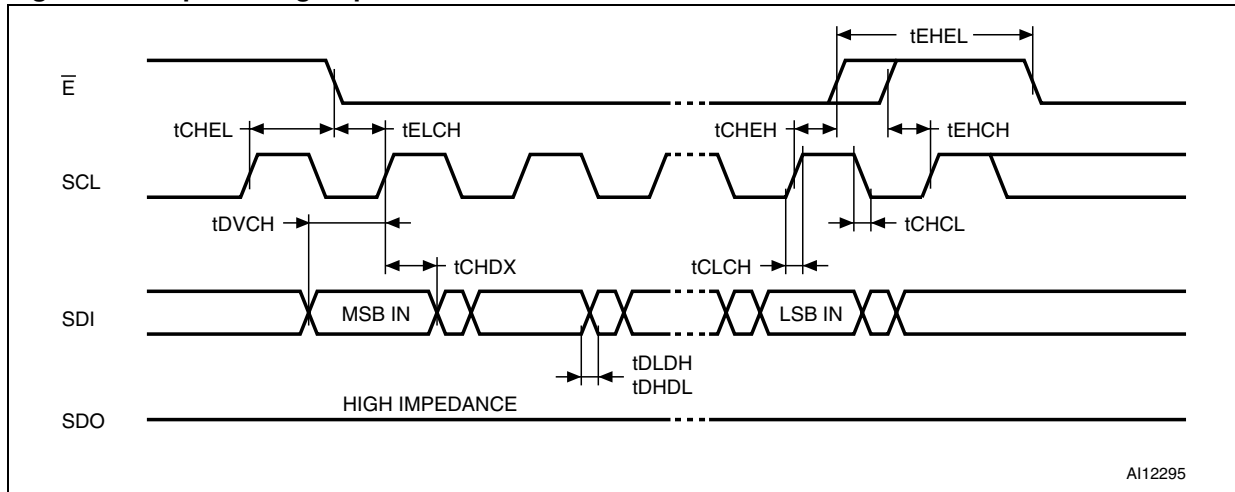 tEHEL
E
tCHEL
tELCH
tCHEH
tEHCH
SCL
tDVCH
tCHCL
tCHDX
tCLCH
SDI
MSB IN
LSB IN
tDLDH
tDHDL
HIGH IMPEDANCE
SDO
AI12295